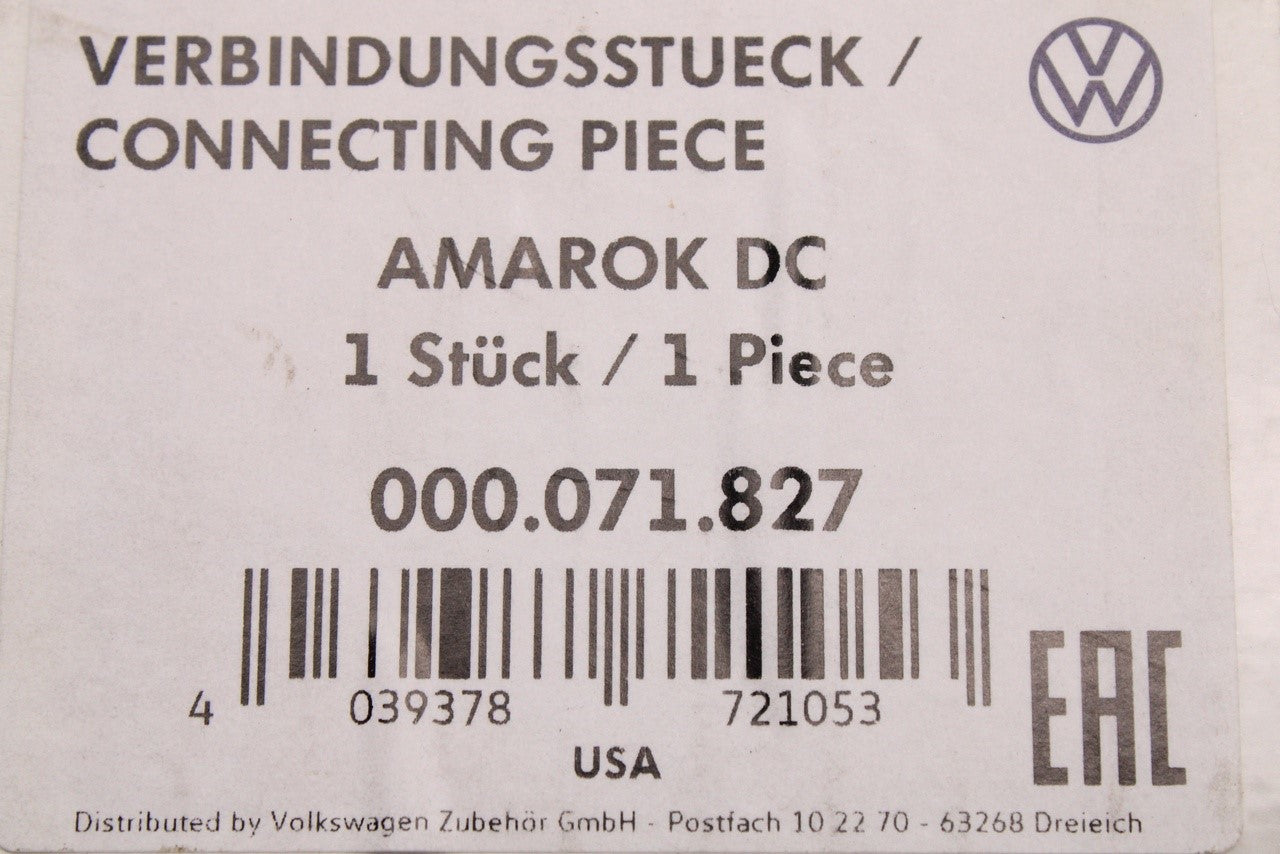 VERBINDUNGSSTUECK /
CONNECTING PIECE
AMAROK DC
1 Stück / 1 Piece
000.071.827
4 039378 721053
USA
EAC
Distributed by Volkswagen Zubehör GmbH - Postfach 10 22 70 - 63268 Dreieich